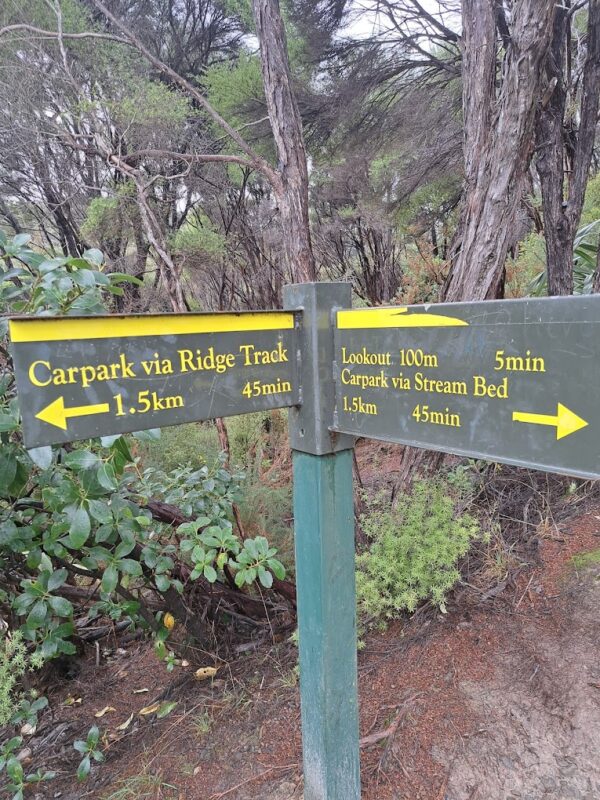 Carpark via Ridge Track
1.5km 45min
Lookout 100m 5min
Carpark via Stream Bed
1.5km 45min